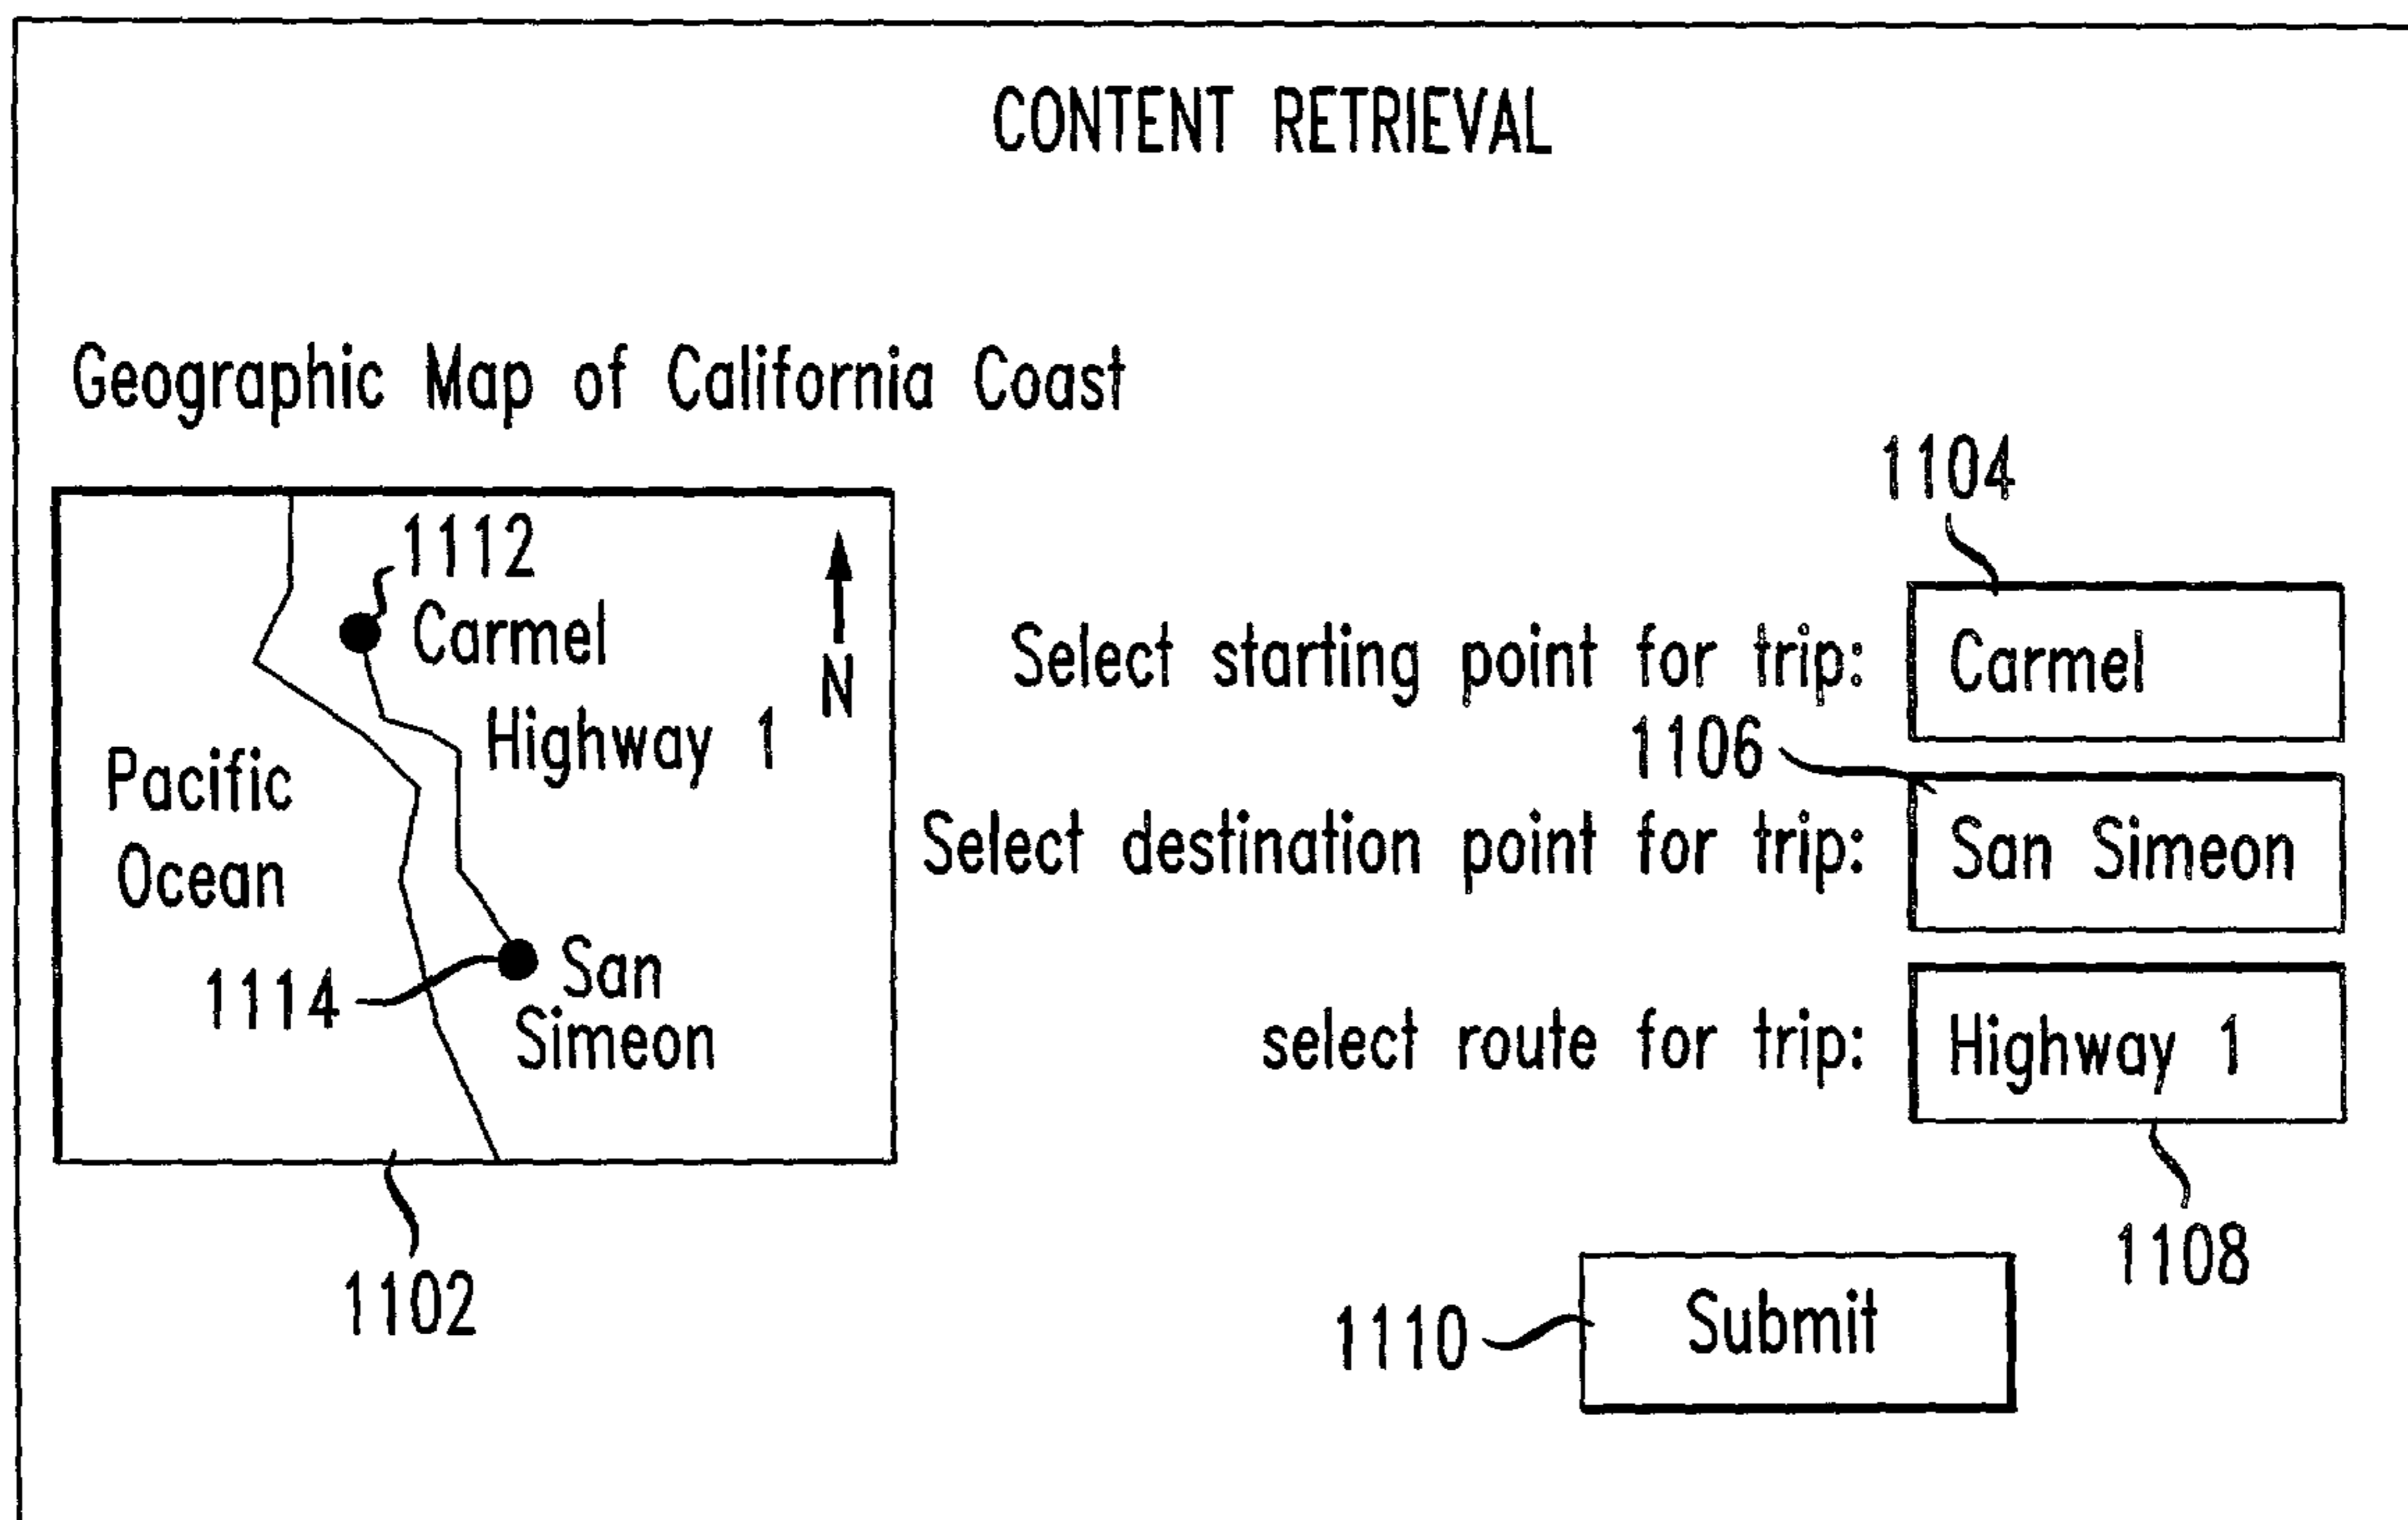 CONTENT RETRIEVAL
Geographic Map of California Coast
1112
Carmel
N
Highway 1
Pacific
Ocean
San
1114
Simeon
1102
1104
Select starting point for trip:
Carmel
1106
Select destination point for trip:
San Simeon
select route for trip:
Highway 1
1108
1110
Submit